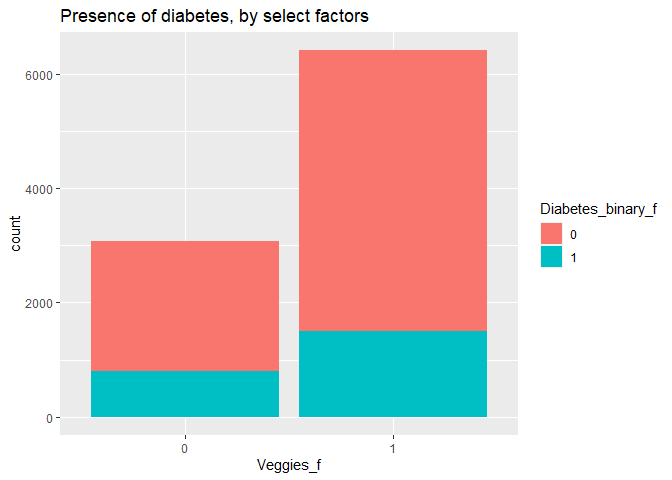 Presence of diabetes, by select factors
6000
4000
2000
0
count
0 1
Veggies_f
Diabetes_binary_f
0
1